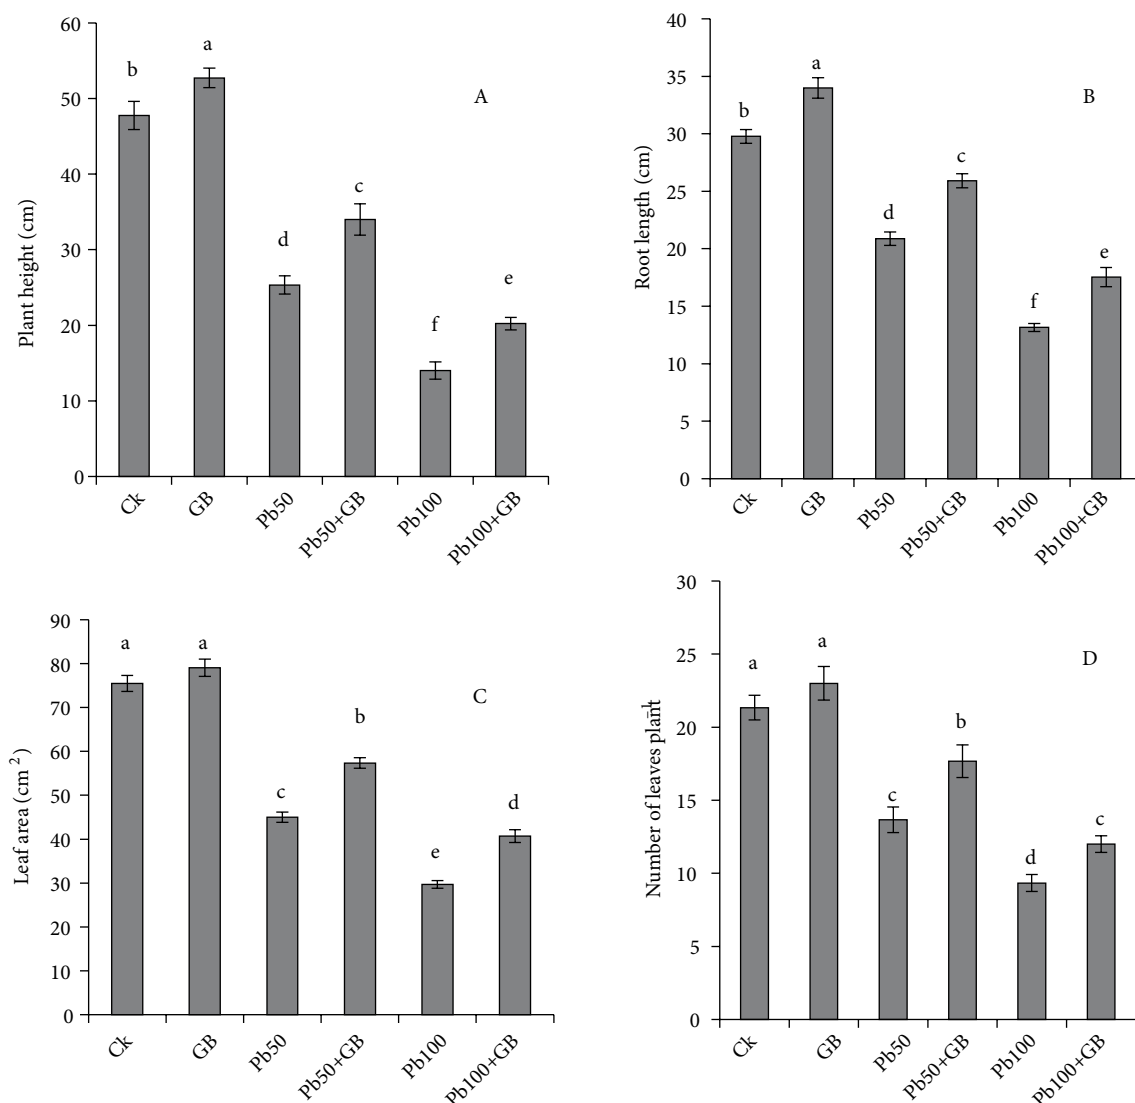 60
50
40
30
20
10
0
Plant height (cm)
b
a
d
c
f
e
A
Ck
GB
Pb50
Pb50+GB
Pb100
Pb100+GB
40
35
30
25
20
15
10
5
0
Root length (cm)
b
a
d
c
f
e
B
Ck
GB
Pb50
Pb50+GB
Pb100
Pb100+GB
90
80
70
60
50
40
30
20
10
0
Leaf area (cm²)
a
a
c
b
e
d
C
Ck
GB
Pb50
Pb50+GB
Pb100
Pb100+GB
30
25
20
15
10
5
0
Number of leaves plant⁻¹
a
a
c
b
d
c
D
Ck
GB
Pb50
Pb50+GB
Pb100
Pb100+GB